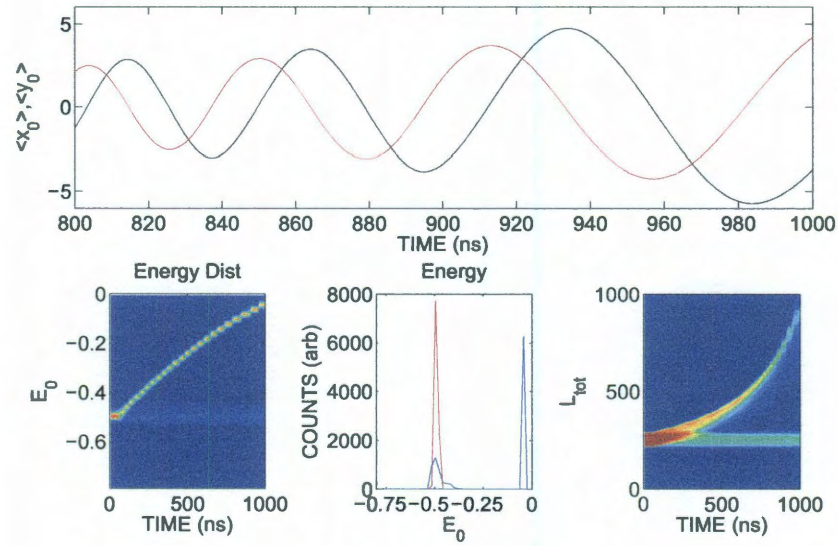 5
0
−5
<x₀>,<y₀>
800 820 840 860 880 900 920 940 960 980 1000
TIME (ns)
Energy Dist
0
−0.2
−0.4
−0.6
E₀
0 500 1000
TIME (ns)
Energy
8000
6000
4000
2000
0
COUNTS (arb)
−0.75 −0.5 −0.25 0
E₀
1000
500
0
L_tot
0 500 1000
TIME (ns)